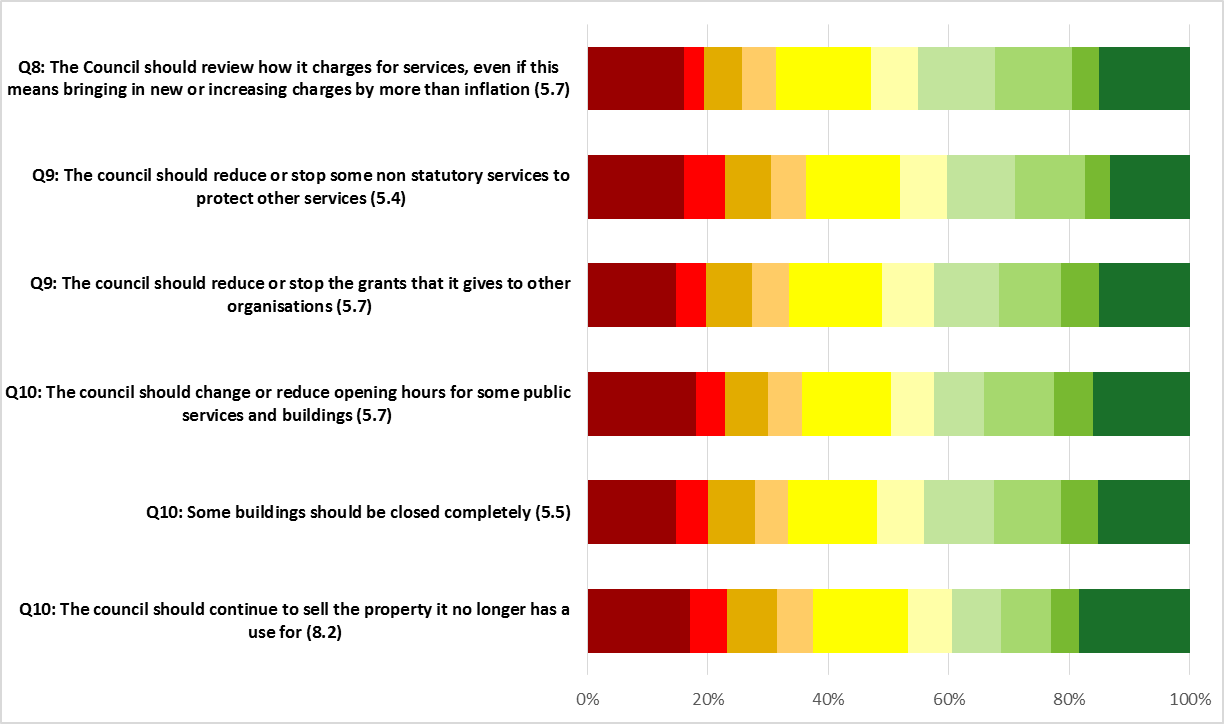 Q8: The Council should review how it charges for services, even if this
means bringing in new or increasing charges by more than inflation (5.7)
Q9: The council should reduce or stop some non statutory services to
protect other services (5.4)
Q9: The council should reduce or stop the grants that it gives to other
organisations (5.7)
Q10: The council should change or reduce opening hours for some public
services and buildings (5.7)
Q10: Some buildings should be closed completely (5.5)
Q10: The council should continue to sell the property it no longer has a
use for (8.2)
0% 20% 40% 60% 80% 100%